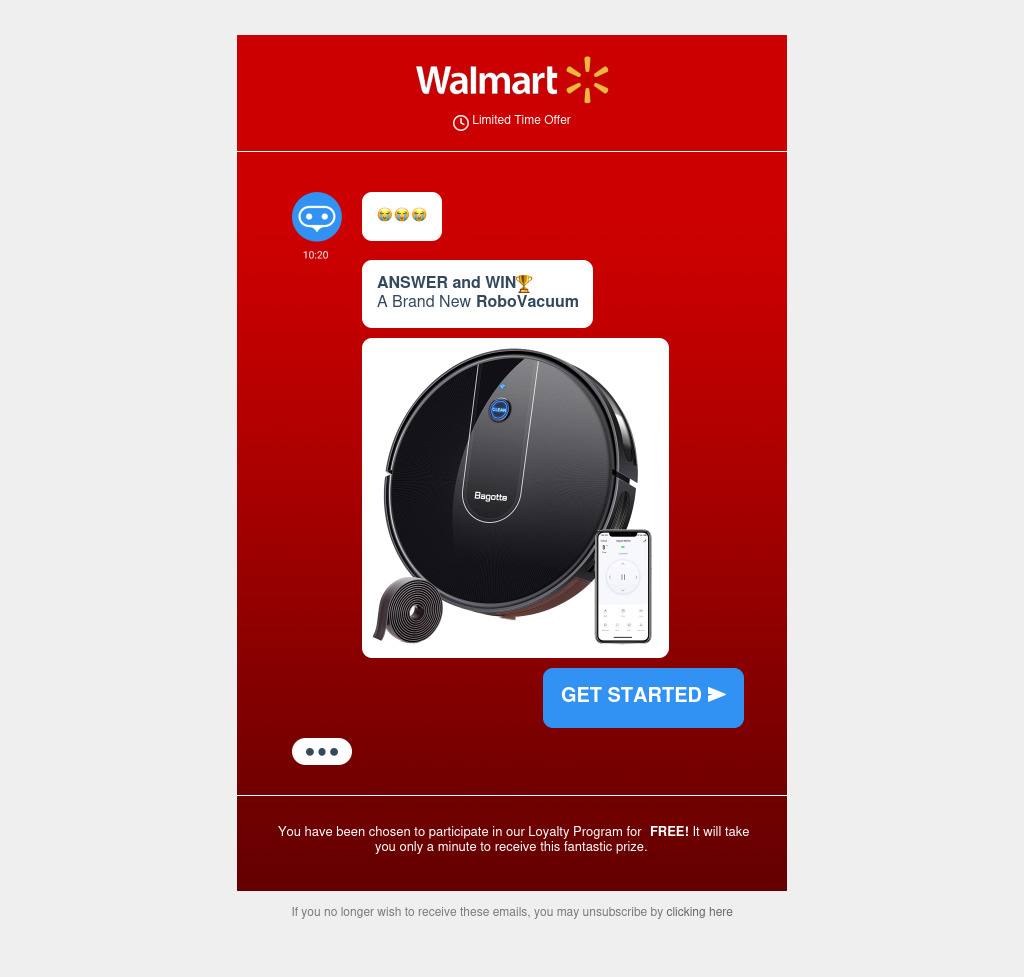 Walmart
Limited Time Offer
😭😭😭
10:20
ANSWER and WIN🏆
A Brand New RoboVacuum
CLEAN
Bagotte
GET STARTED
You have been chosen to participate in our Loyalty Program for FREE! It will take
you only a minute to receive this fantastic prize.
If you no longer wish to receive these emails, you may unsubscribe by clicking here